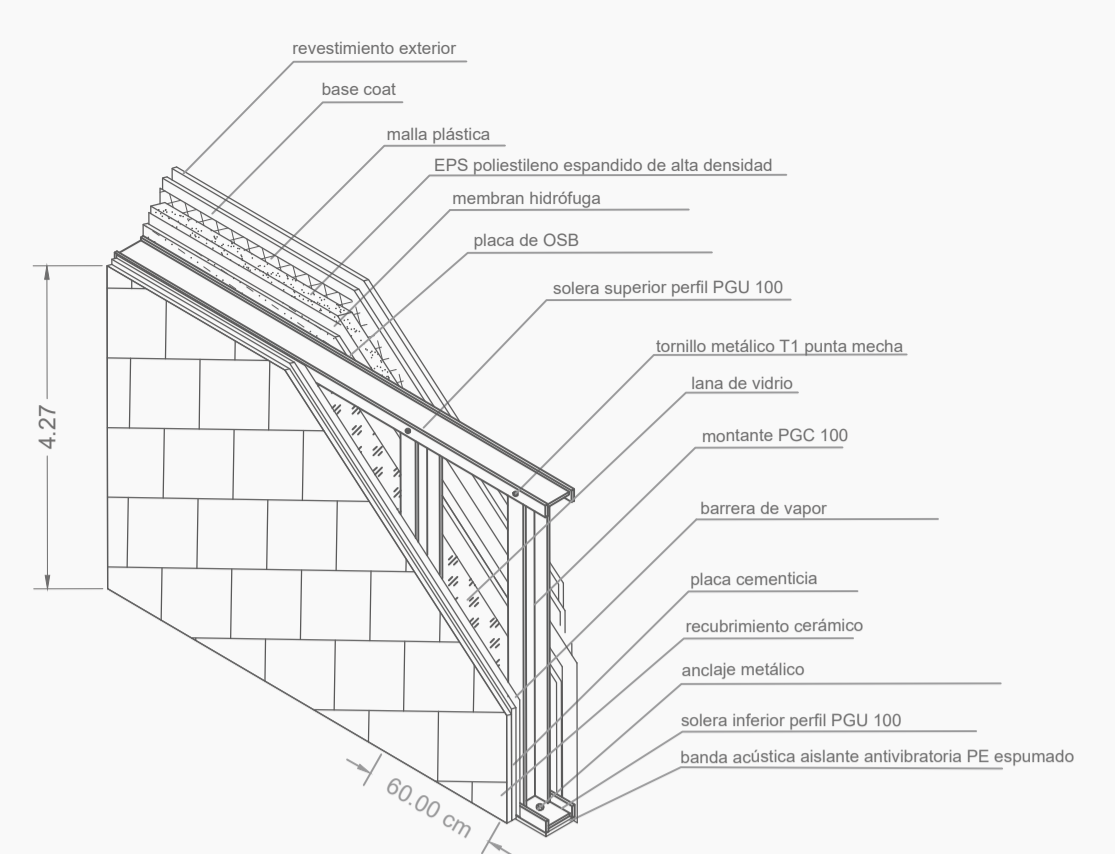 revestimiento exterior
base coat
malla plástica
EPS poliestileno espandido de alta densidad
membran hidrófuga
placa de OSB
solera superior perfil PGU 100
tornillo metálico T1 punta mecha
lana de vidrio
4.27
montante PGC 100
barrera de vapor
placa cementicia
recubrimiento cerámico
anclaje metálico
solera inferior perfil PGU 100
banda acústica aislante antivibratoria PE espumado
60.00 cm